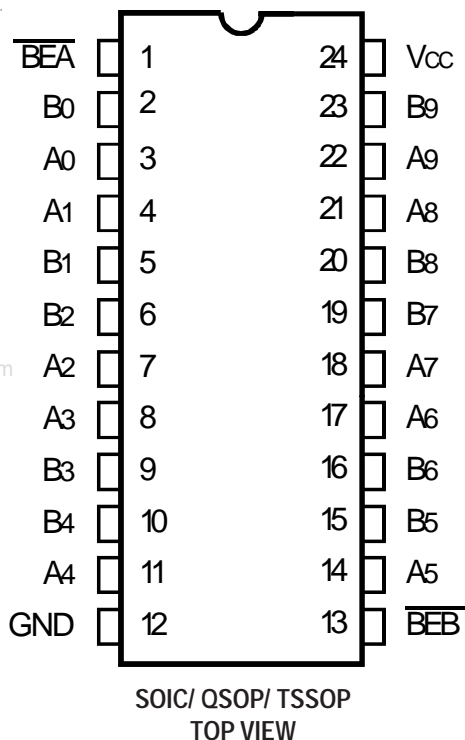 BEA 1 24 VCC
B0 2 23 B9
A0 3 22 A9
A1 4 21 A8
B1 5 20 B8
B2 6 19 B7
m A2 7 18 A7
A3 8 17 A6
B3 9 16 B6
B4 10 15 B5
A4 11 14 A5
GND 12 13 BEB
SOIC/ QSOP/ TSSOP
TOP VIEW